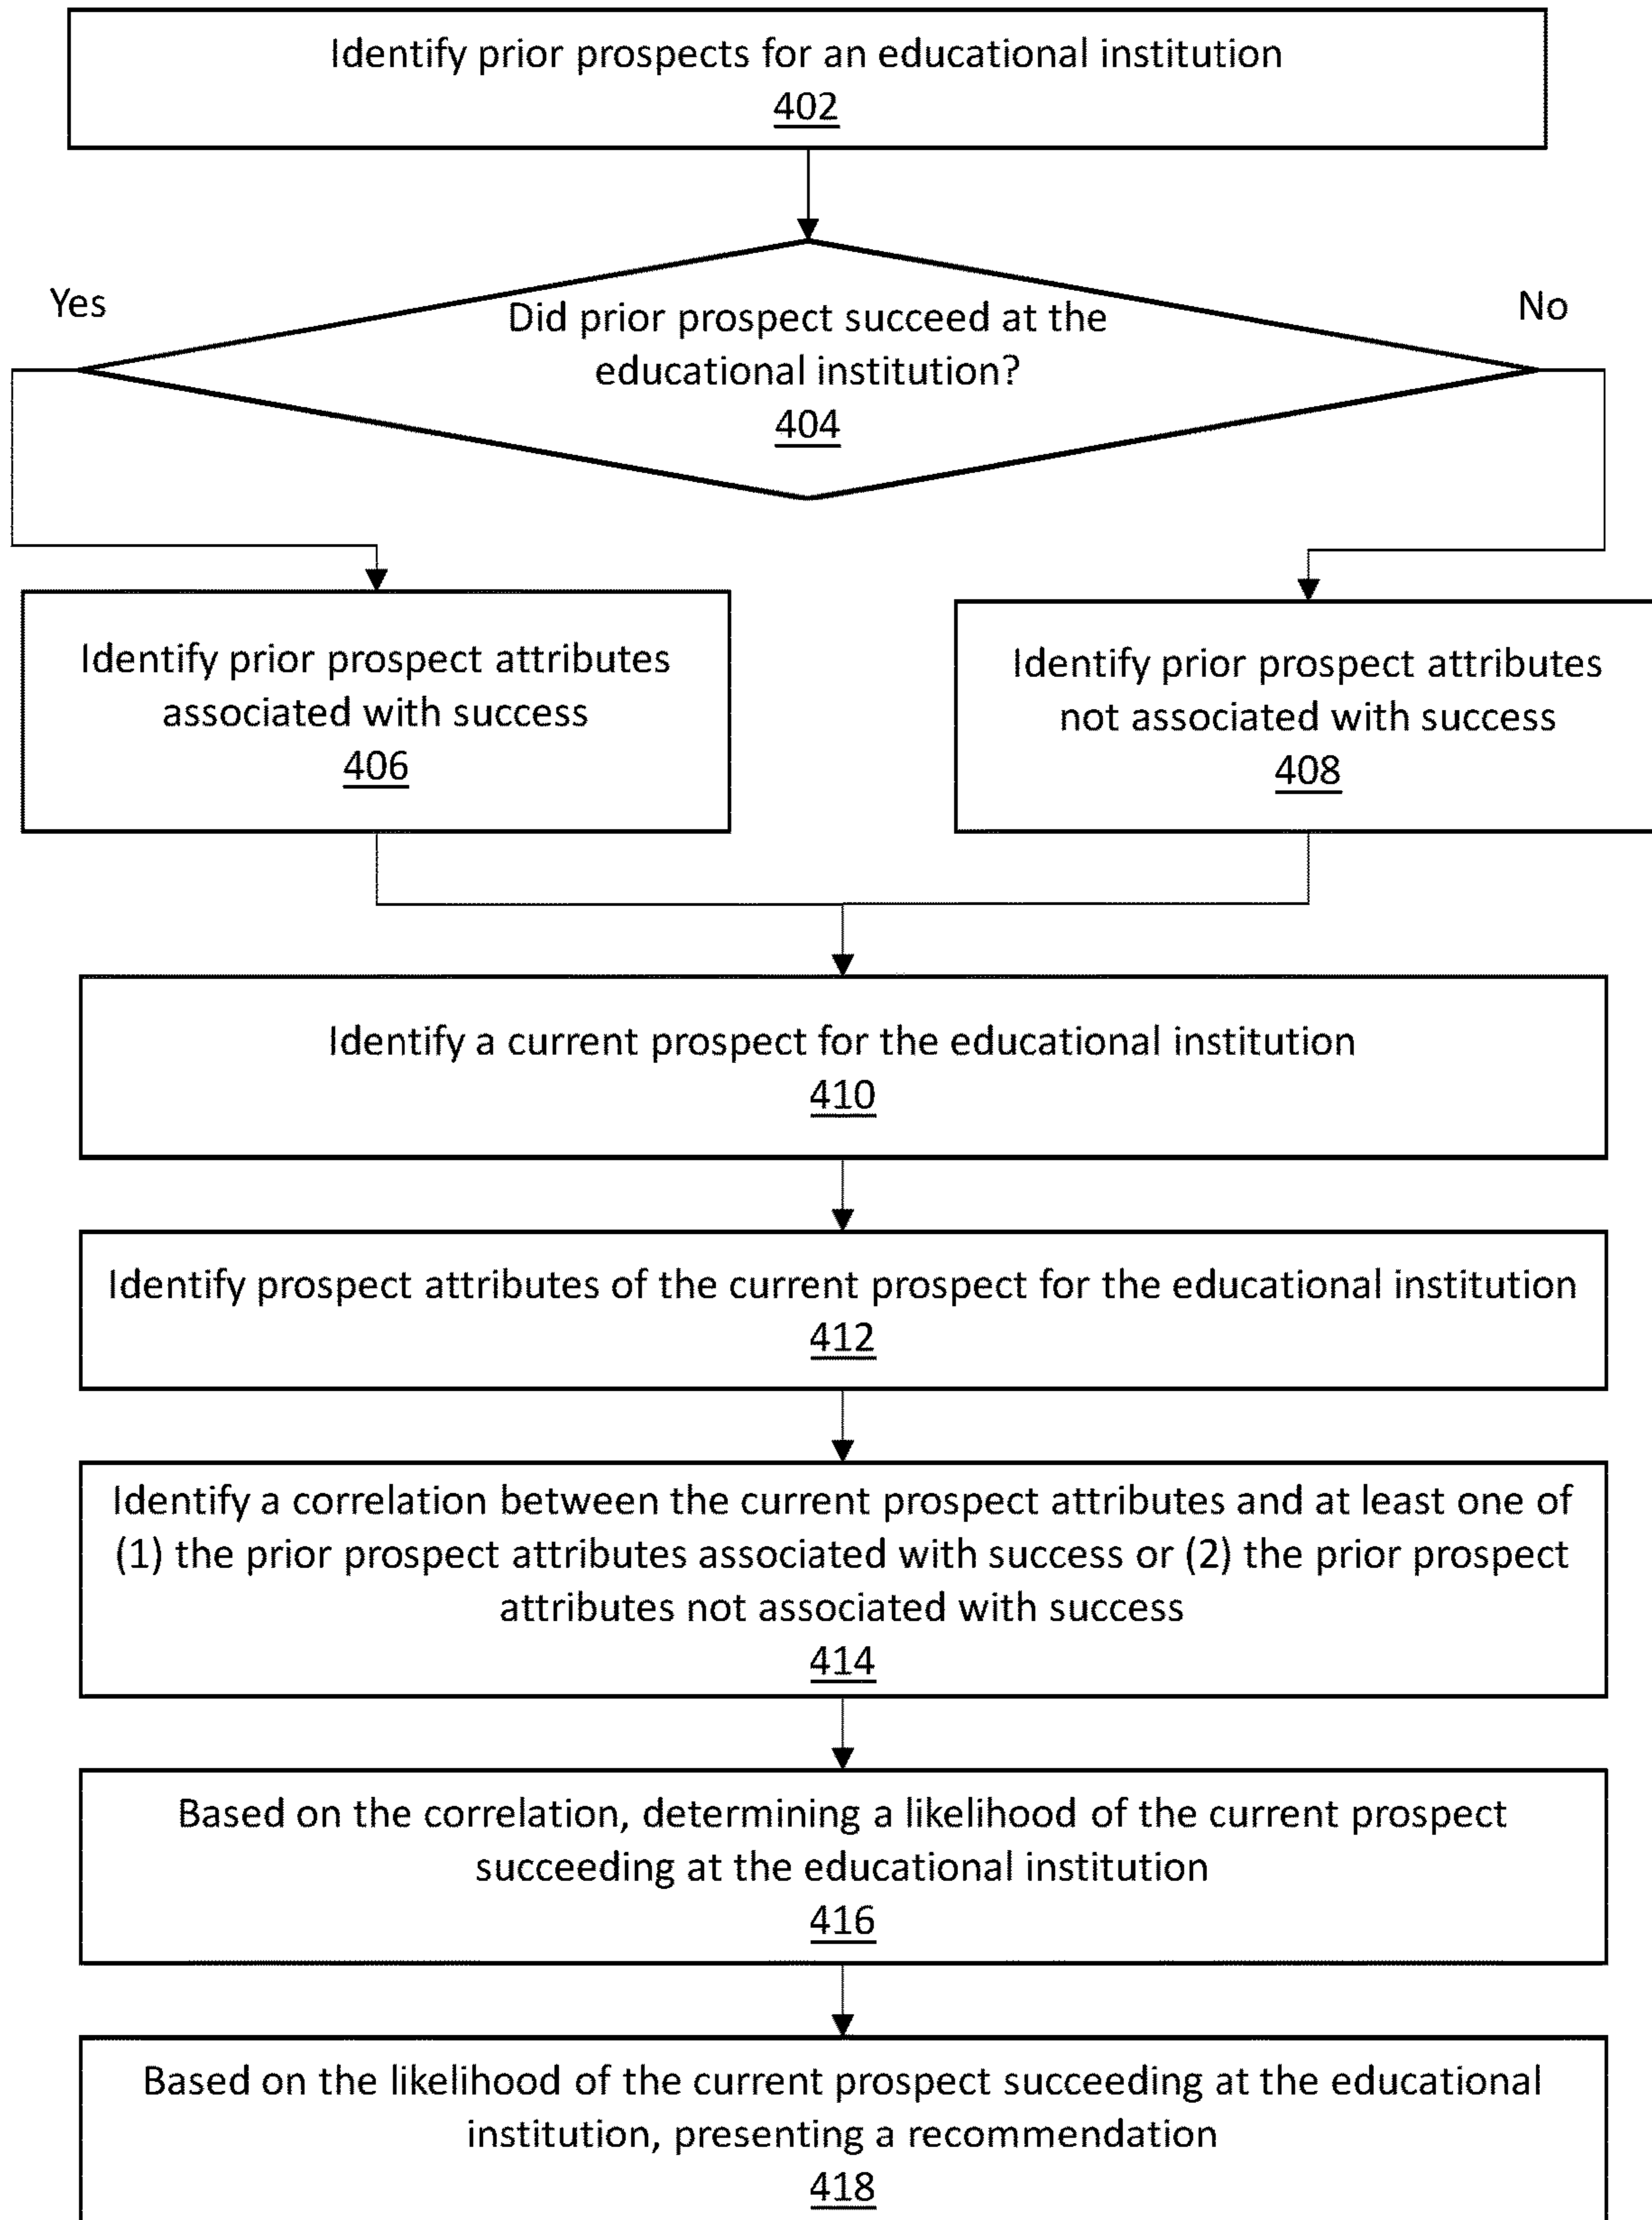 Identify prior prospects for an educational institution
402
Yes
No
Did prior prospect succeed at the
educational institution?
404
Identify prior prospect attributes
associated with success
406
Identify prior prospect attributes
not associated with success
408
Identify a current prospect for the educational institution
410
Identify prospect attributes of the current prospect for the educational institution
412
Identify a correlation between the current prospect attributes and at least one of
(1) the prior prospect attributes associated with success or (2) the prior prospect
attributes not associated with success
414
Based on the correlation, determining a likelihood of the current prospect
succeeding at the educational institution
416
Based on the likelihood of the current prospect succeeding at the educational
institution, presenting a recommendation
418